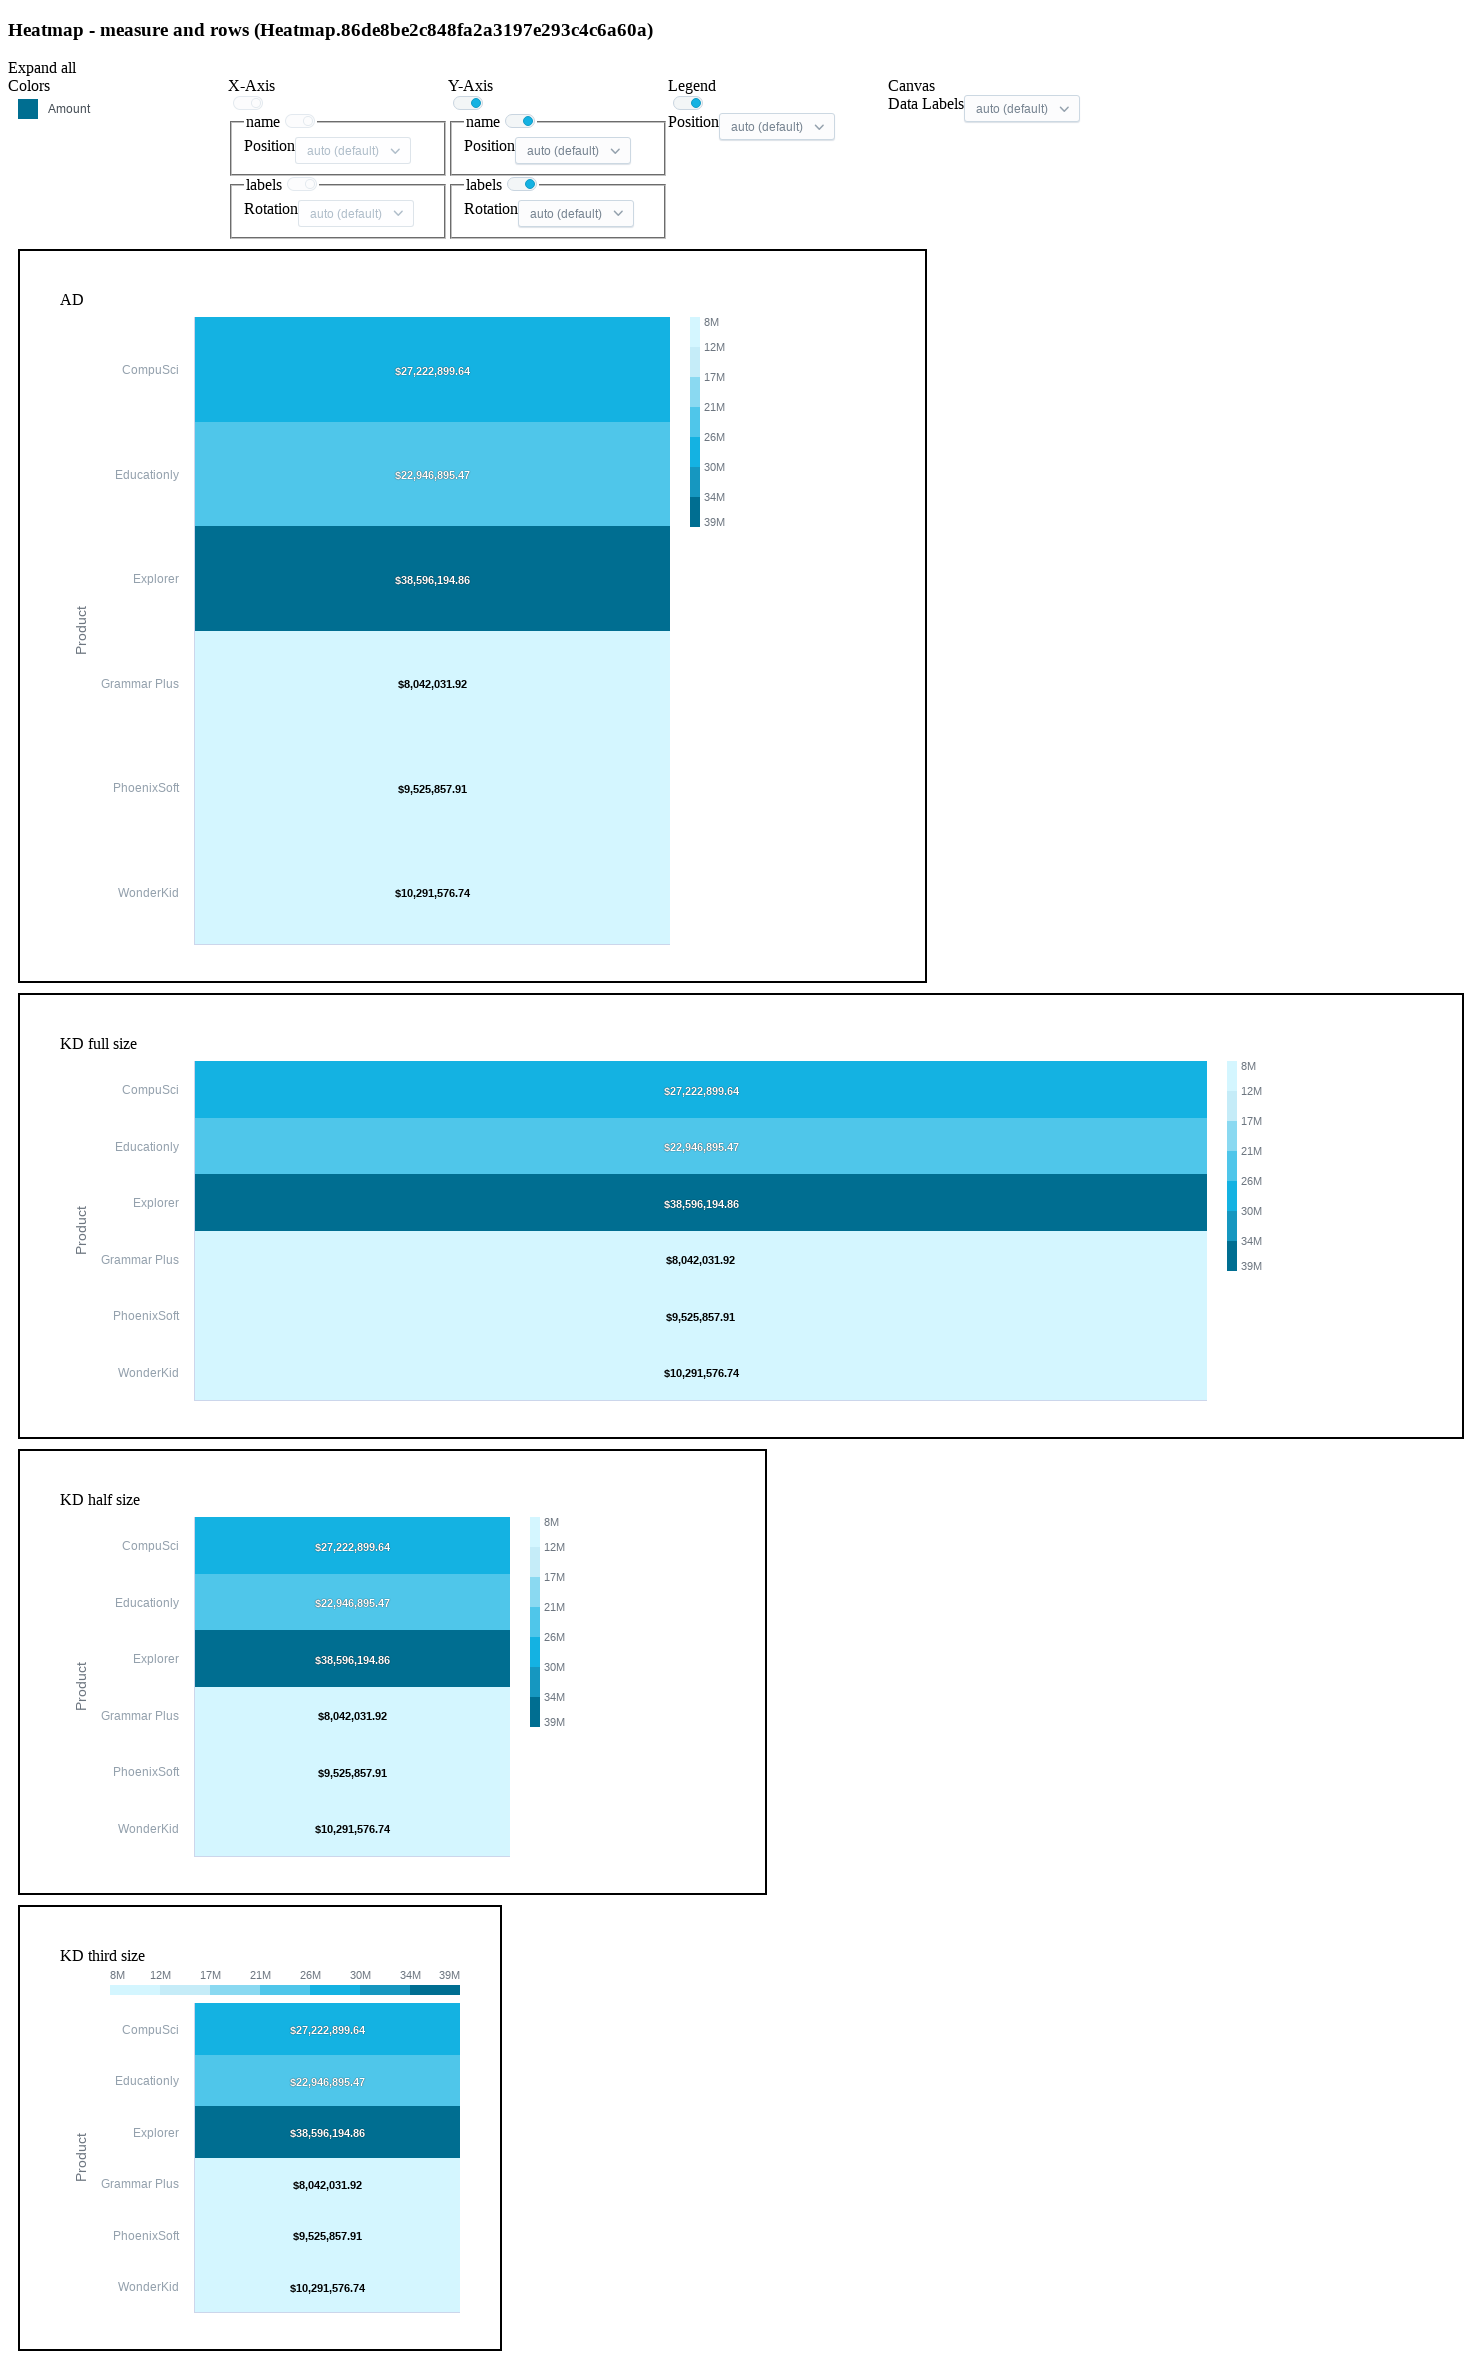 Heatmap - measure and rows (Heatmap.86de8be2c848fa2a3197e293c4c6a60a)
Expand all
Colors
Amount
X-Axis
name
Position auto (default)
labels
Rotation auto (default)
Y-Axis
name
Position auto (default)
labels
Rotation auto (default)
Legend
Position auto (default)
Canvas
Data Labels auto (default)
AD
Product
CompuSci $27,222,899.64
Educationly $22,946,895.47
Explorer $38,596,194.86
Grammar Plus $8,042,031.92
PhoenixSoft $9,525,857.91
WonderKid $10,291,576.74
8M
12M
17M
21M
26M
30M
34M
39M
KD full size
Product
CompuSci $27,222,899.64
Educationly $22,946,895.47
Explorer $38,596,194.86
Grammar Plus $8,042,031.92
PhoenixSoft $9,525,857.91
WonderKid $10,291,576.74
8M
12M
17M
21M
26M
30M
34M
39M
KD half size
Product
CompuSci $27,222,899.64
Educationly $22,946,895.47
Explorer $38,596,194.86
Grammar Plus $8,042,031.92
PhoenixSoft $9,525,857.91
WonderKid $10,291,576.74
8M
12M
17M
21M
26M
30M
34M
39M
KD third size
8M 12M 17M 21M 26M 30M 34M 39M
Product
CompuSci $27,222,899.64
Educationly $22,946,895.47
Explorer $38,596,194.86
Grammar Plus $8,042,031.92
PhoenixSoft $9,525,857.91
WonderKid $10,291,576.74